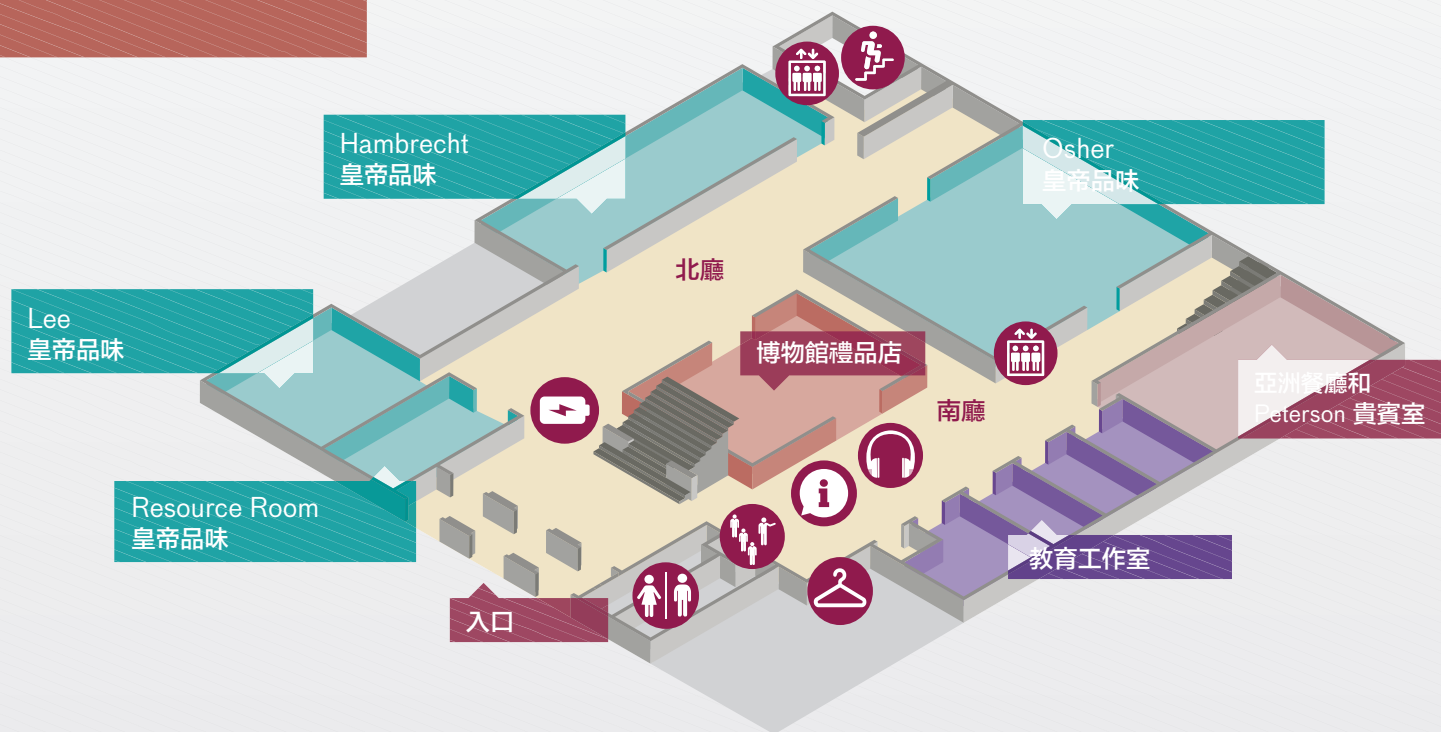 Hambrecht
皇帝品味
Osher
皇帝品味
北廳
Lee
皇帝品味
博物館禮品店
亞洲餐廳和
Peterson 貴賓室
南廳
Resource Room
皇帝品味
教育工作室
入口